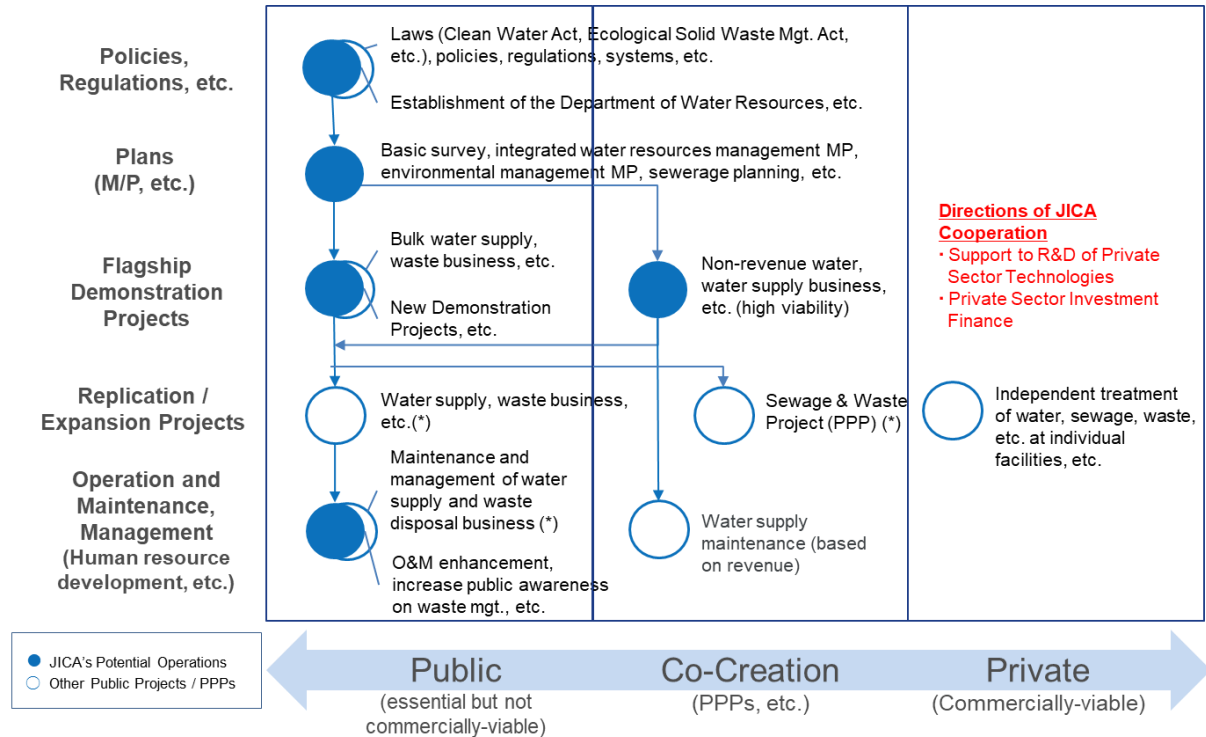 Policies,
Regulations, etc.
Laws (Clean Water Act, Ecological Solid Waste Mgt. Act,
etc.), policies, regulations, systems, etc.
Establishment of the Department of Water Resources, etc.
Plans
(M/P, etc.)
Basic survey, integrated water resources management MP,
environmental management MP, sewerage planning, etc.
Flagship
Demonstration
Projects
Bulk water supply,
waste business, etc.
New Demonstration
Projects, etc.
Non-revenue water,
water supply business,
etc. (high viability)
Directions of JICA
Cooperation
・Support to R&D of Private
Sector Technologies
・Private Sector Investment
Finance
Replication /
Expansion Projects
Water supply, waste business,
etc.(*)
Sewage & Waste
Project (PPP) (*)
Independent treatment
of water, sewage, waste,
etc. at individual
facilities, etc.
Operation and
Maintenance,
Management
(Human resource
development, etc.)
Maintenance and
management of water
supply and waste
disposal business (*)
O&M enhancement,
increase public awareness
on waste mgt., etc.
Water supply
maintenance (based
on revenue)
JICA's Potential Operations
Other Public Projects / PPPs
Public
(essential but not
commercially-viable)
Co-Creation
(PPPs, etc.)
Private
(Commercially-viable)